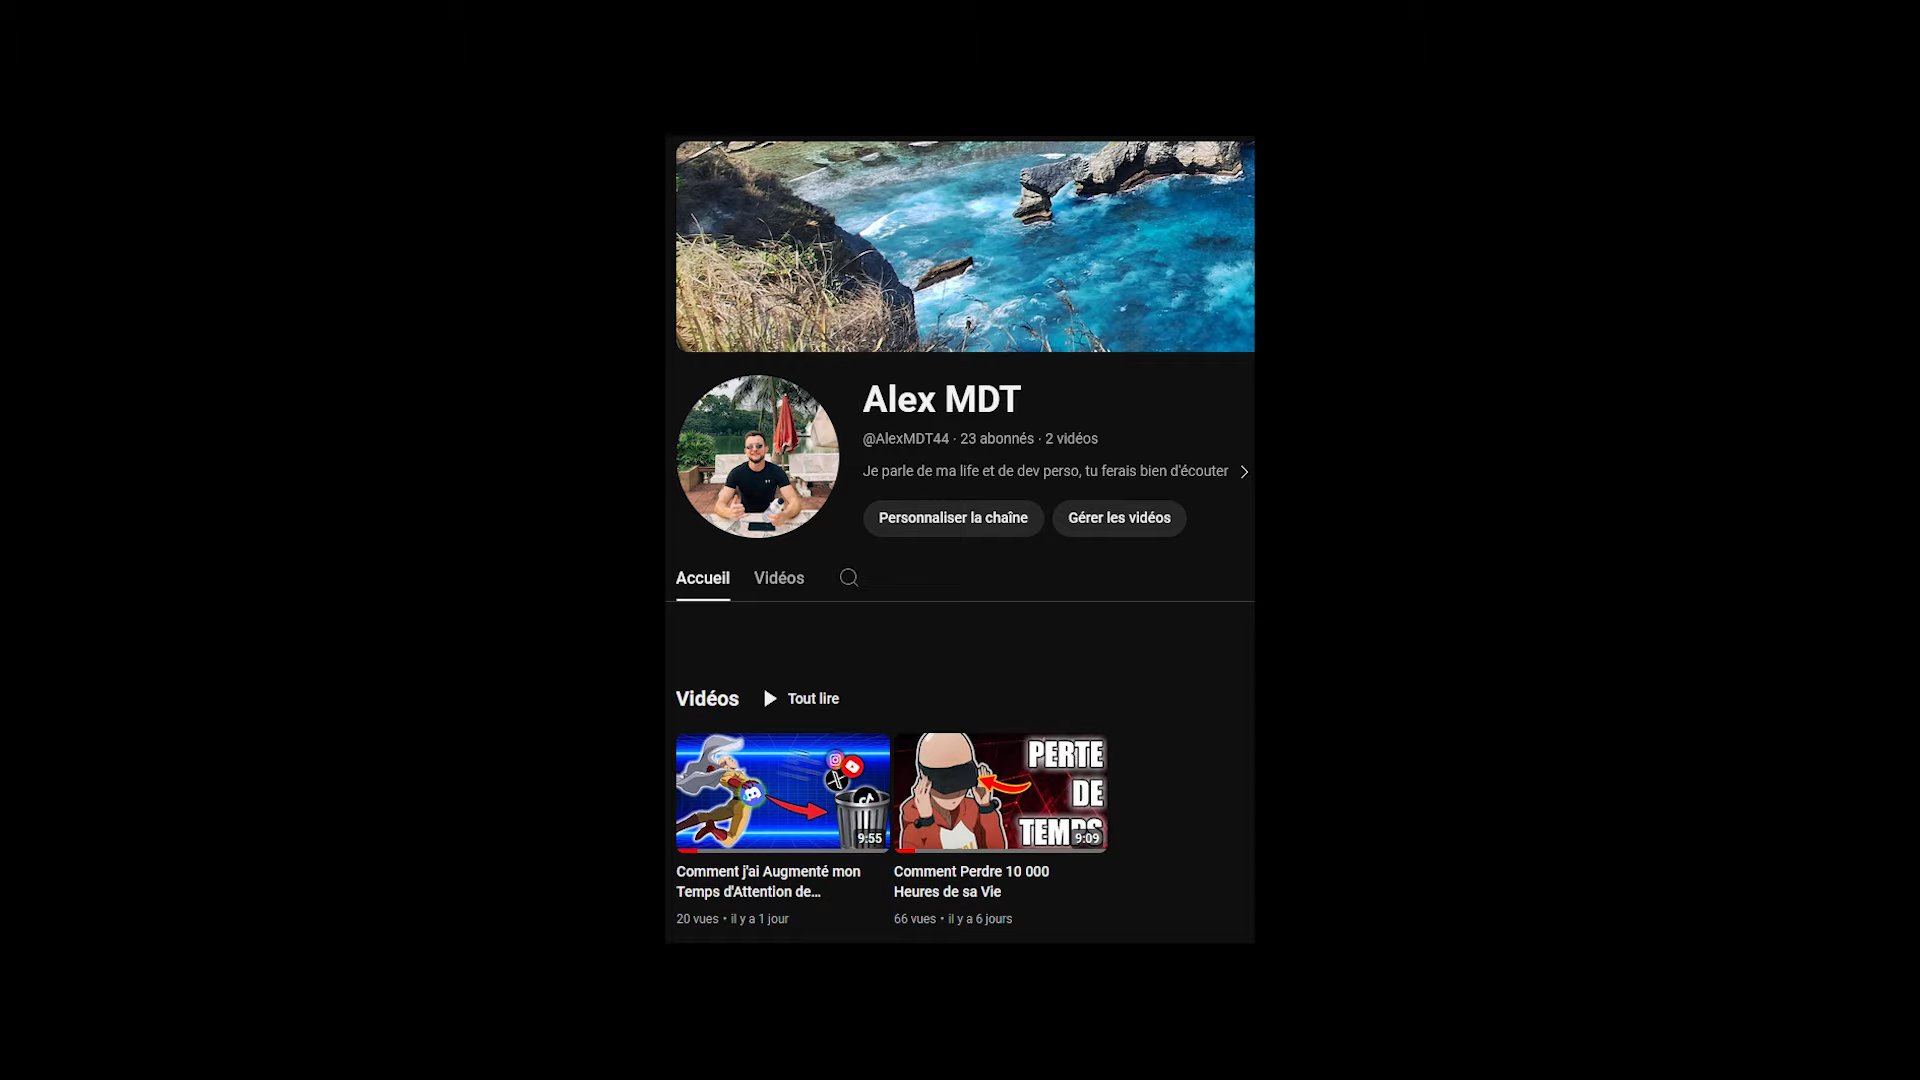 Alex MDT
@AlexMDT44 · 23 abonnés · 2 vidéos
Je parle de ma life et de dev perso, tu ferais bien d'écouter
Personnaliser la chaîne
Gérer les vidéos
Accueil
Vidéos
Vidéos
Tout lire
9:55
PERTE
DE
TEMPS
9:09
Comment j'ai Augmenté mon
Temps d'Attention de...
20 vues • il y a 1 jour
Comment Perdre 10 000
Heures de sa Vie
66 vues • il y a 6 jours